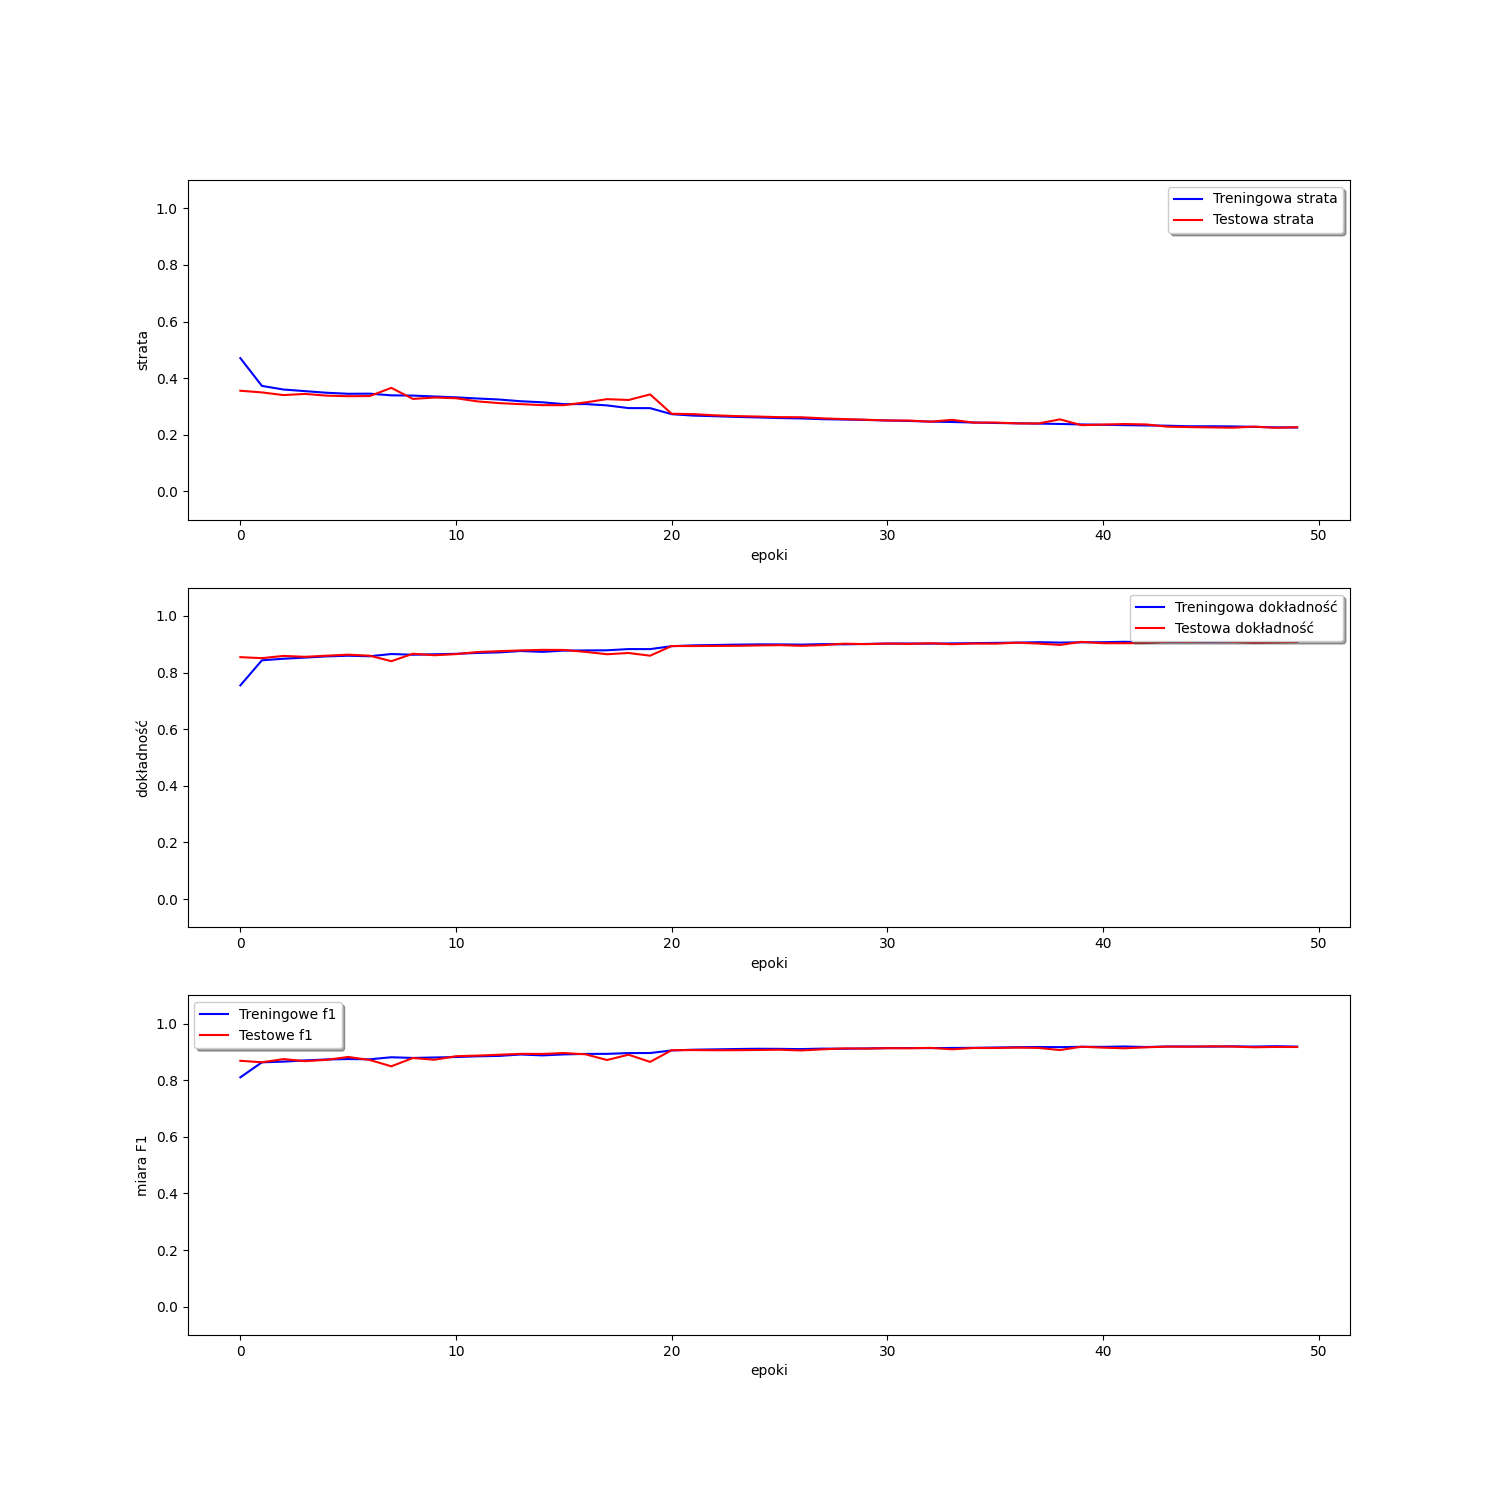 1.0
0.8
0.6
0.4
0.2
0.0
strata
Treningowa strata
Testowa strata
0 10 20 30 40 50
epoki
1.0
0.8
0.6
0.4
0.2
0.0
dokładność
Treningowa dokładność
Testowa dokładność
0 10 20 30 40 50
epoki
1.0
0.8
0.6
0.4
0.2
0.0
miara F1
Treningowe f1
Testowe f1
0 10 20 30 40 50
epoki